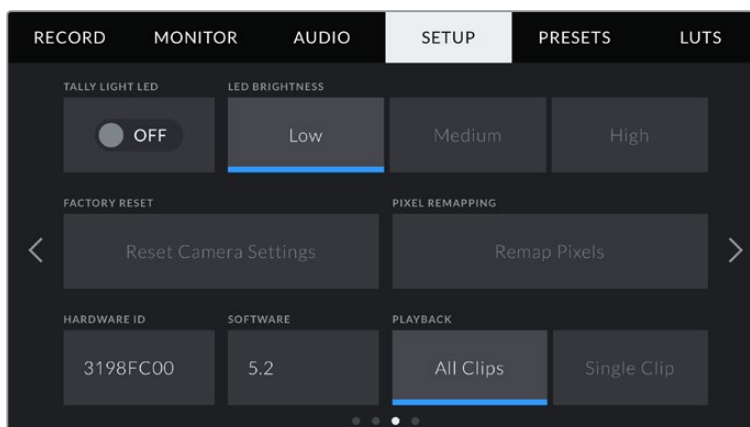 RECORD MONITOR AUDIO SETUP PRESETS LUTS
TALLY LIGHT LED LED BRIGHTNESS
OFF Low Medium High
FACTORY RESET PIXEL REMAPPING
Reset Camera Settings Remap Pixels
HARDWARE ID SOFTWARE PLAYBACK
3198FC00 5.2 All Clips Single Clip